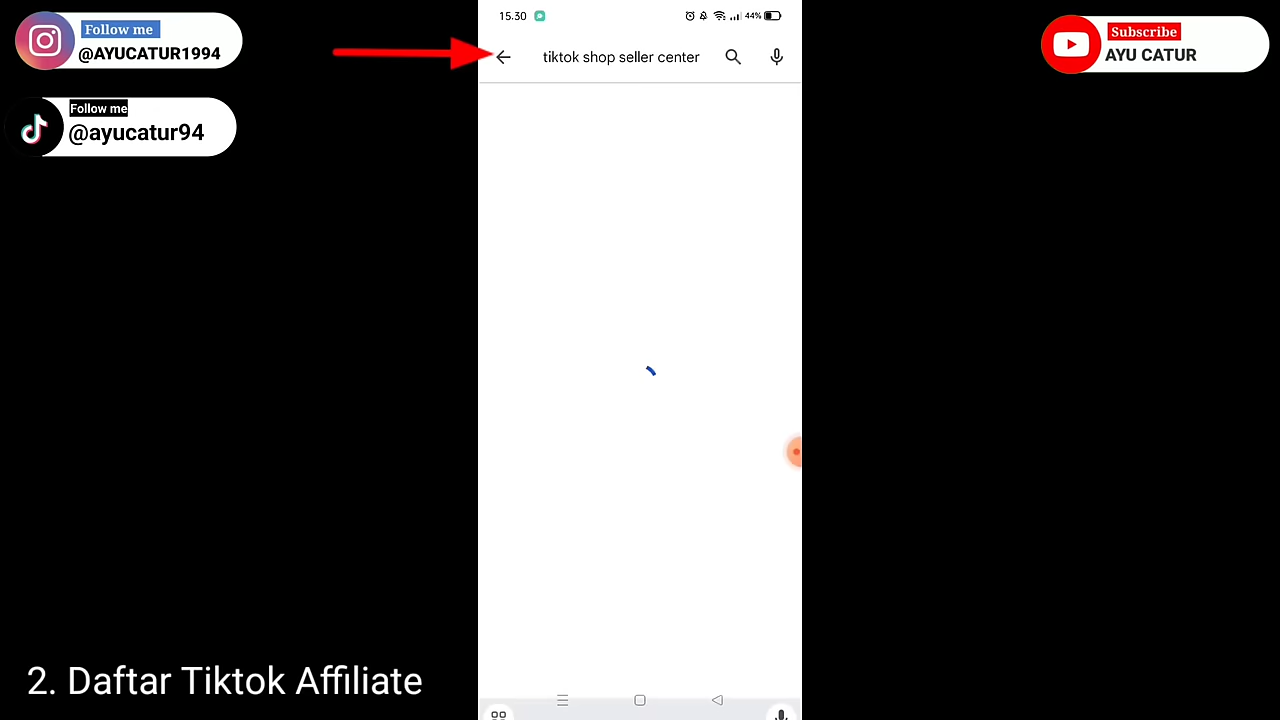 Follow me
@AYUCATUR1994
Follow me
@ayucatur94
15.30
44%
tiktok shop seller center
Subscribe
AYU CATUR
2. Daftar Tiktok Affiliate